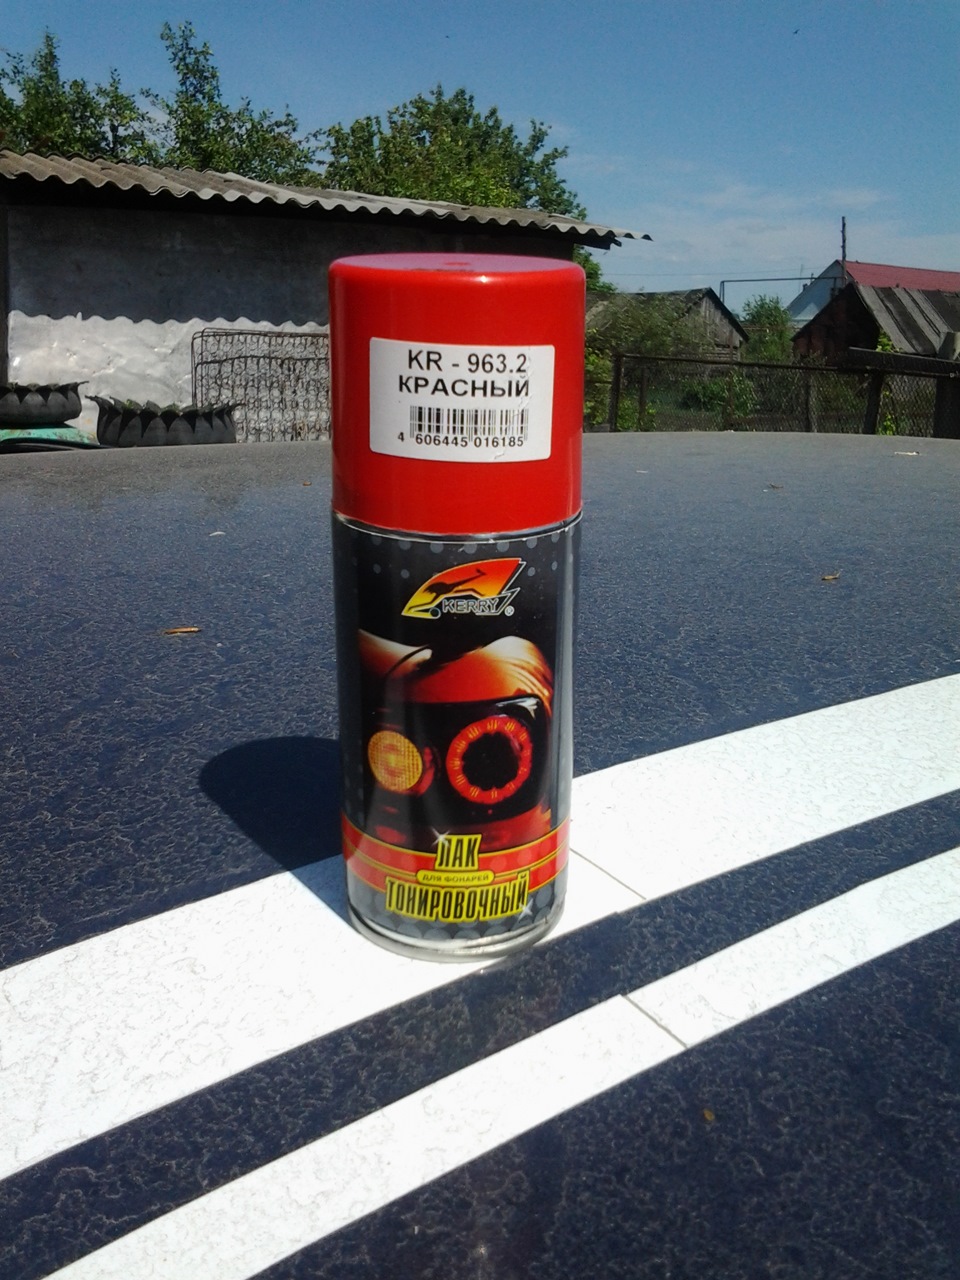 KR - 963.2
КРАСНЫЙ
4 606445 016185
KERRY®
ЛАК
ДЛЯ ФОНАРЕЙ
ТОНИРОВОЧНЫЙ